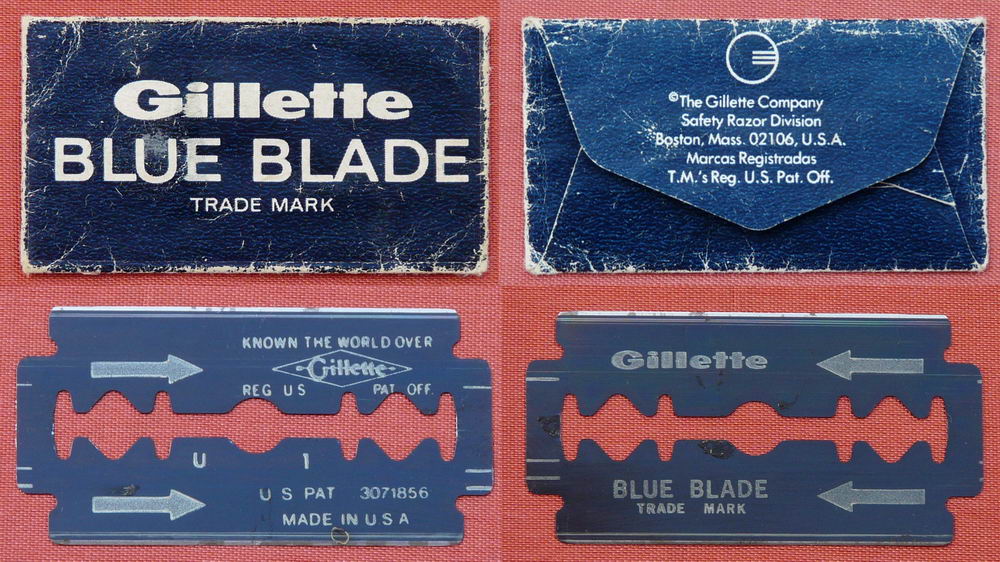 Gillette
BLUE BLADE
TRADE MARK
©The Gillette Company
Safety Razor Division
Boston, Mass. 02106, U.S.A.
Marcas Registradas
T.M.'s Reg. U.S. Pat. Off.
KNOWN THE WORLD OVER
Gillette
REG US PAT OFF.
U 1
U S PAT 3071856
MADE IN U S A
Gillette
BLUE BLADE
TRADE MARK